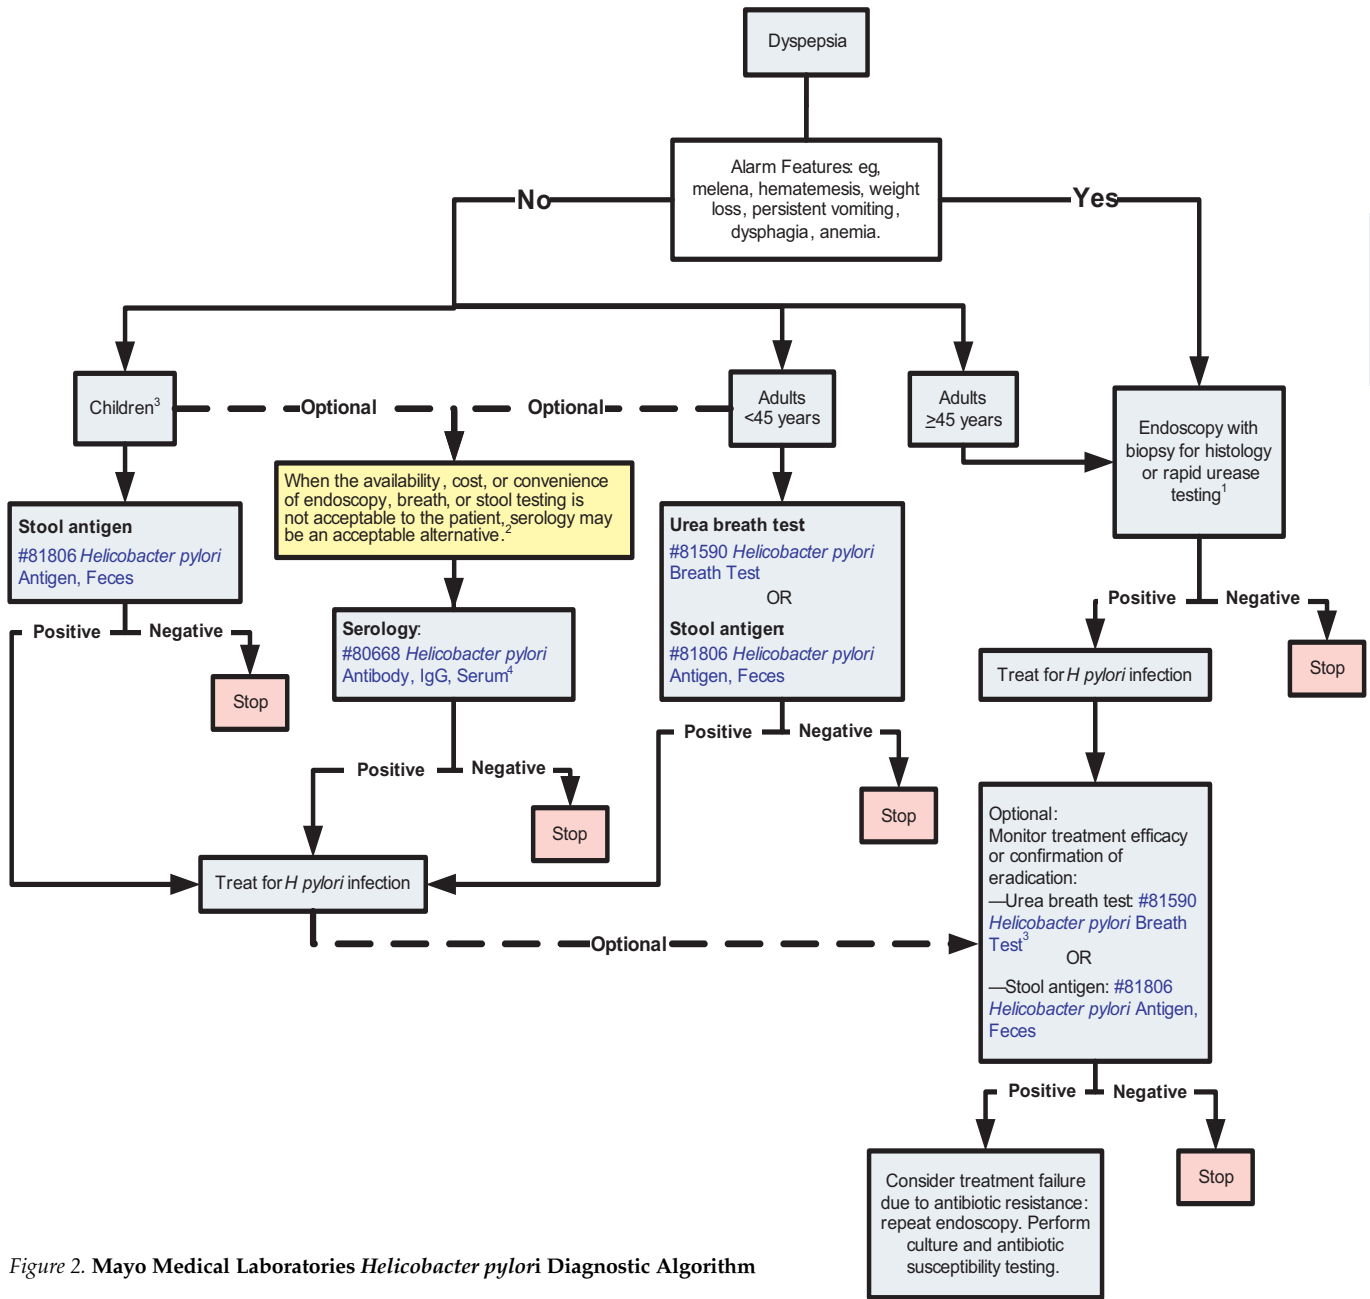 Dyspepsia
Alarm Features: eg,
melena, hematemesis, weight
loss, persistent vomiting,
dysphagia, anemia.
No
Yes
Children3
Optional
Optional
Adults
<45 years
Adults
≥45 years
Endoscopy with
biopsy for histology
or rapid urease
testing1
When the availability, cost, or convenience
of endoscopy, breath, or stool testing is
not acceptable to the patient, serology may
be an acceptable alternative.2
Stool antigen
#81806 Helicobacter pylori
Antigen, Feces
Urea breath test
#81590 Helicobacter pylori
Breath Test
OR
Stool antigen:
#81806 Helicobacter pylori
Antigen, Feces
Positive
Negative
Stop
Serology:
#80668 Helicobacter pylori
Antibody, IgG, Serum4
Positive
Negative
Stop
Treat for H pylori infection
Positive
Negative
Stop
Positive
Negative
Stop
Treat for H pylori infection
Optional
Optional:
Monitor treatment efficacy
or confirmation of
eradication:
—Urea breath test: #81590
Helicobacter pylori Breath
Test3
OR
—Stool antigen: #81806
Helicobacter pylori Antigen,
Feces
Positive
Negative
Stop
Consider treatment failure
due to antibiotic resistance:
repeat endoscopy. Perform
culture and antibiotic
susceptibility testing.
Figure 2. Mayo Medical Laboratories Helicobacter pylori Diagnostic Algorithm